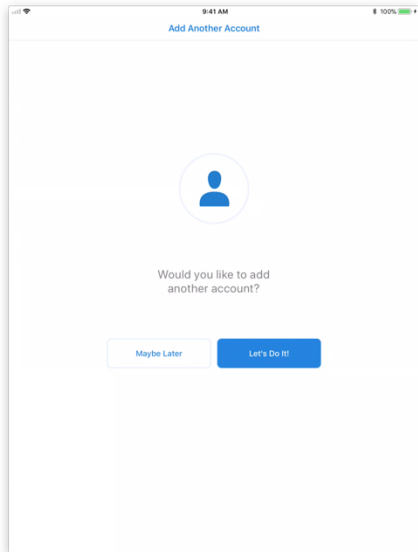 9:41 AM
100%
Add Another Account
Would you like to add
another account?
Maybe Later
Let's Do It!